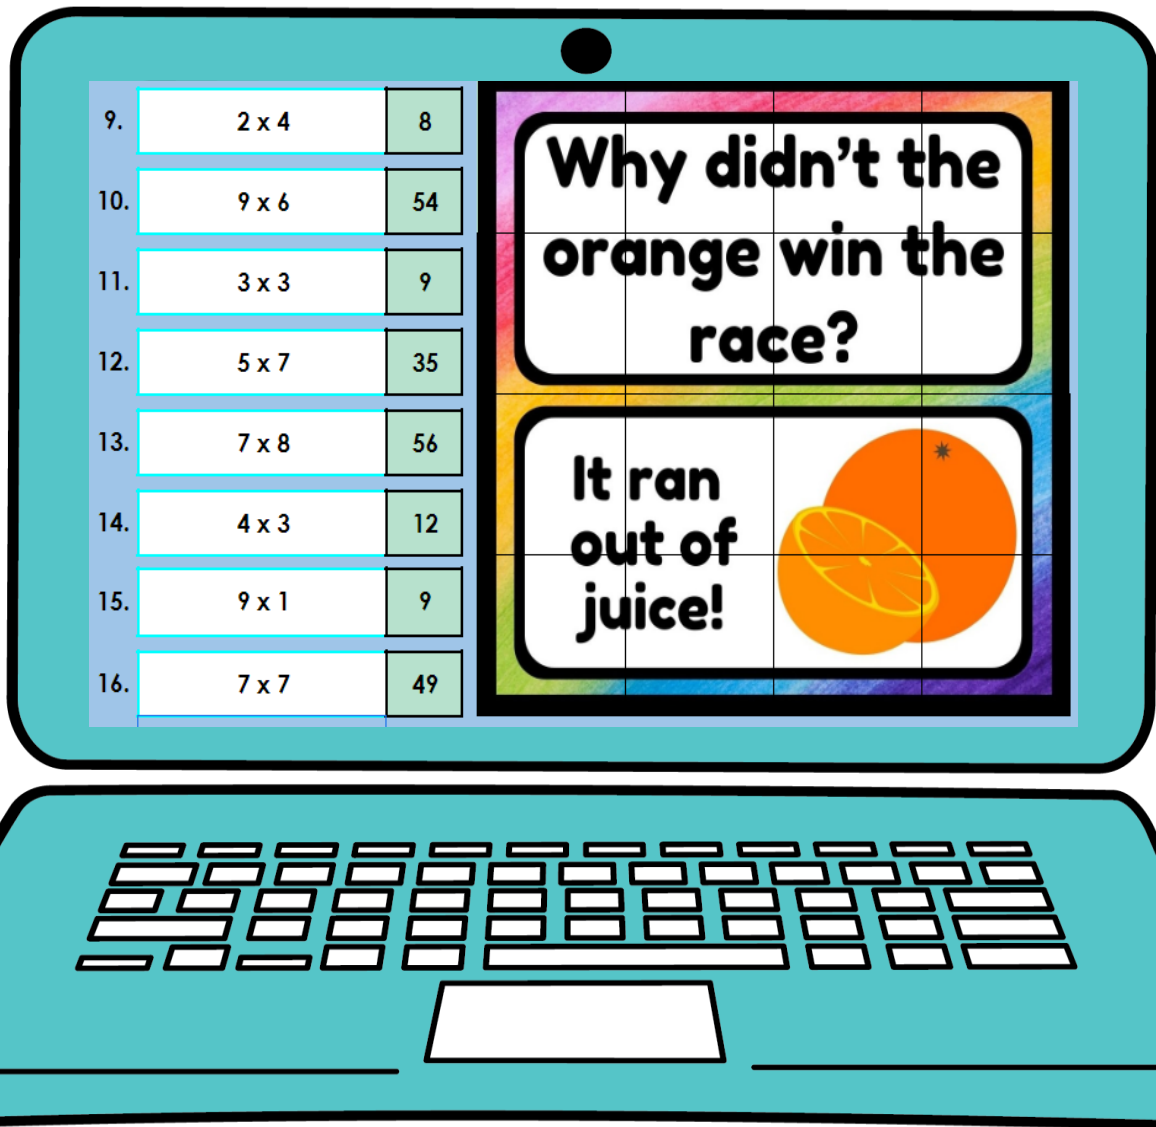 9. 2 x 4 8
10. 9 x 6 54
11. 3 x 3 9
12. 5 x 7 35
13. 7 x 8 56
14. 4 x 3 12
15. 9 x 1 9
16. 7 x 7 49
Why didn't the
orange win the
race?
It ran
out of
juice!